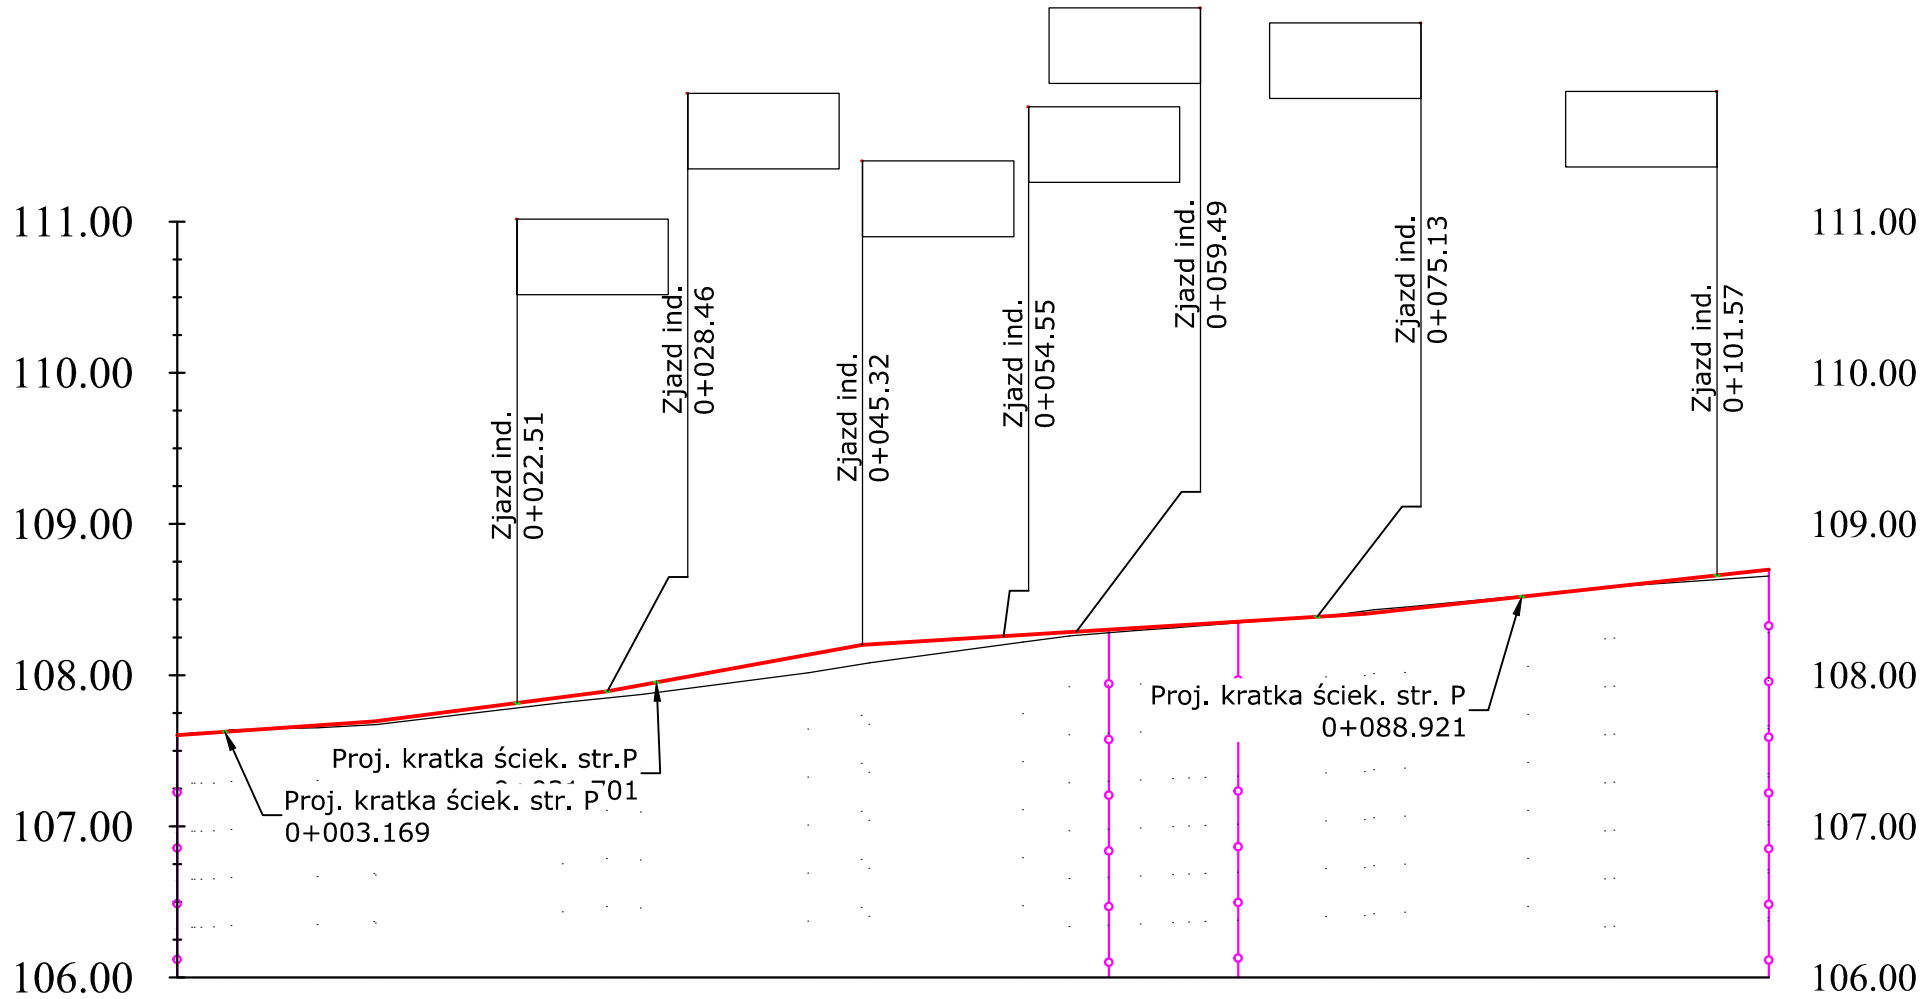 Zjazd ind.
0+022.51
Zjazd ind.
0+028.46
Zjazd ind.
0+045.32
Zjazd ind.
0+054.55
Zjazd ind.
0+059.49
Zjazd ind.
0+075.13
Zjazd ind.
0+101.57
111.00
111.00
110.00
110.00
109.00
109.00
108.00
108.00
107.00
107.00
106.00
106.00
Proj. kratka ściek. str.P
Proj. kratka ściek. str. P
0+003.169
Proj. kratka ściek. str. P
0+088.921